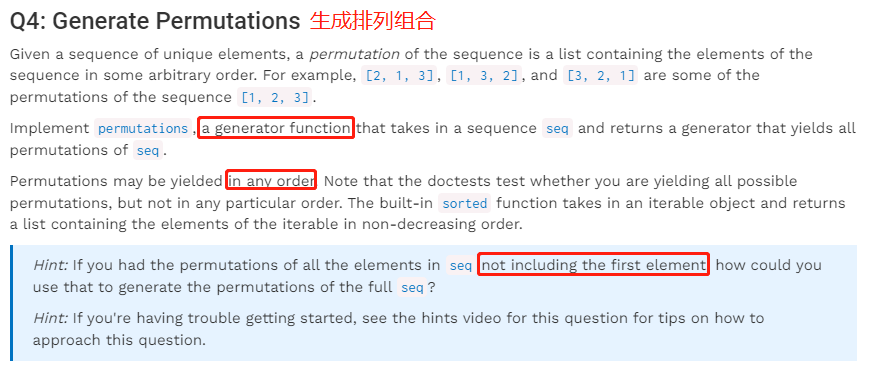 Q4: Generate Permutations 生成排列组合
Given a sequence of unique elements, a permutation of the sequence is a list containing the elements of the
sequence in some arbitrary order. For example, [2, 1, 3], [1, 3, 2], and [3, 2, 1] are some of the
permutations of the sequence [1, 2, 3].
Implement permutations, a generator function that takes in a sequence seq and returns a generator that yields all
permutations of seq.
Permutations may be yielded in any order. Note that the doctests test whether you are yielding all possible
permutations, but not in any particular order. The built-in sorted function takes in an iterable object and returns
a list containing the elements of the iterable in non-decreasing order.
Hint: If you had the permutations of all the elements in seq not including the first element, how could you
use that to generate the permutations of the full seq?
Hint: If you're having trouble getting started, see the hints video for this question for tips on how to
approach this question.